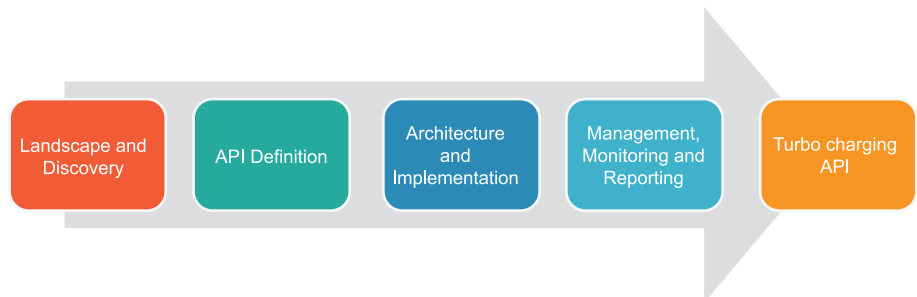 Landscape and
Discovery
API Definition
Architecture
and
Implementation
Management,
Monitoring and
Reporting
Turbo charging
API